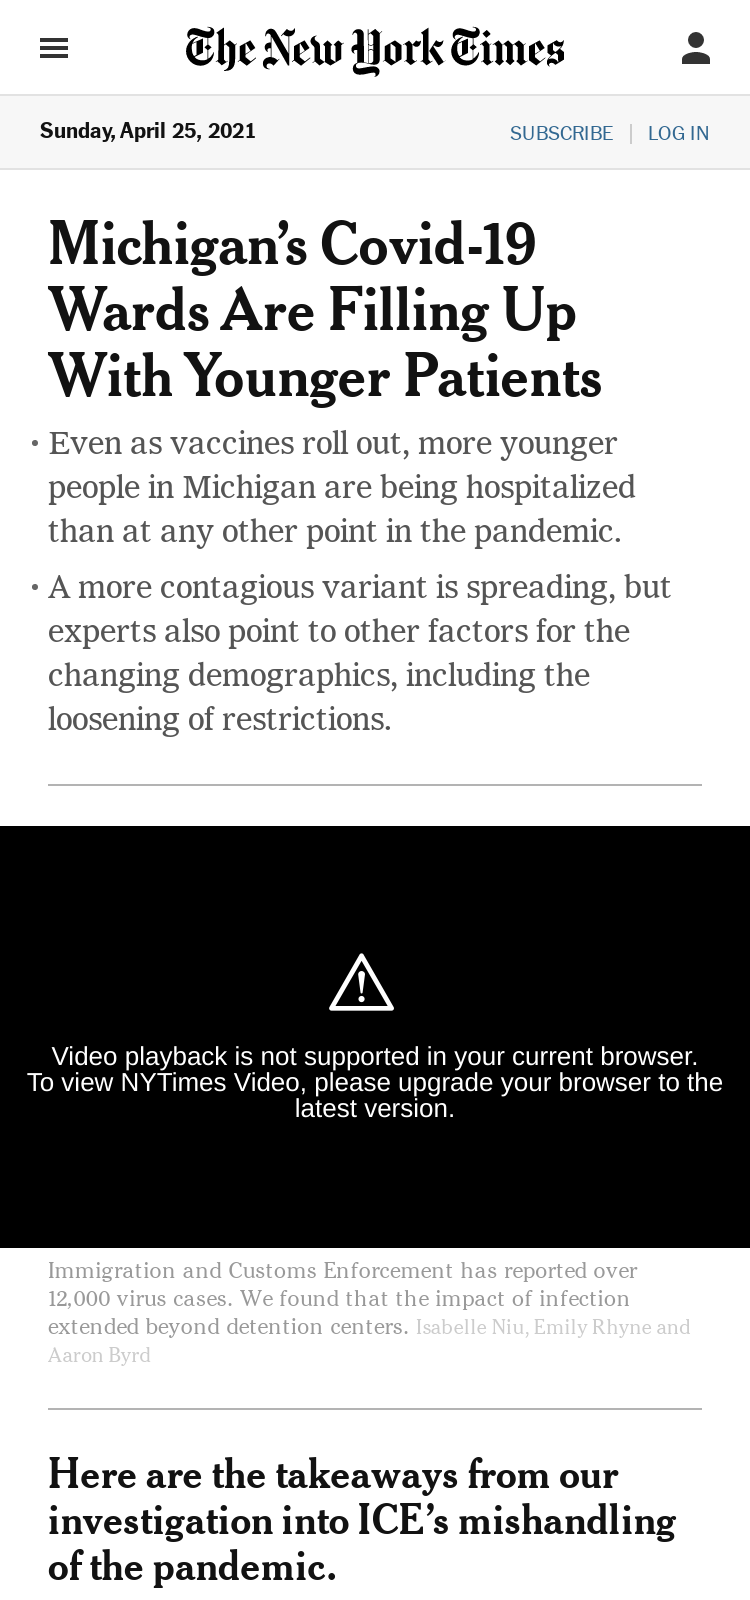 The New York Times
Sunday, April 25, 2021
SUBSCRIBE | LOG IN
Michigan’s Covid-19
Wards Are Filling Up
With Younger Patients
• Even as vaccines roll out, more younger
people in Michigan are being hospitalized
than at any other point in the pandemic.
• A more contagious variant is spreading, but
experts also point to other factors for the
changing demographics, including the
loosening of restrictions.
Video playback is not supported in your current browser.
To view NYTimes Video, please upgrade your browser to the
latest version.
Immigration and Customs Enforcement has reported over
12,000 virus cases. We found that the impact of infection
extended beyond detention centers. Isabelle Niu, Emily Rhyne and
Aaron Byrd
Here are the takeaways from our
investigation into ICE’s mishandling
of the pandemic.